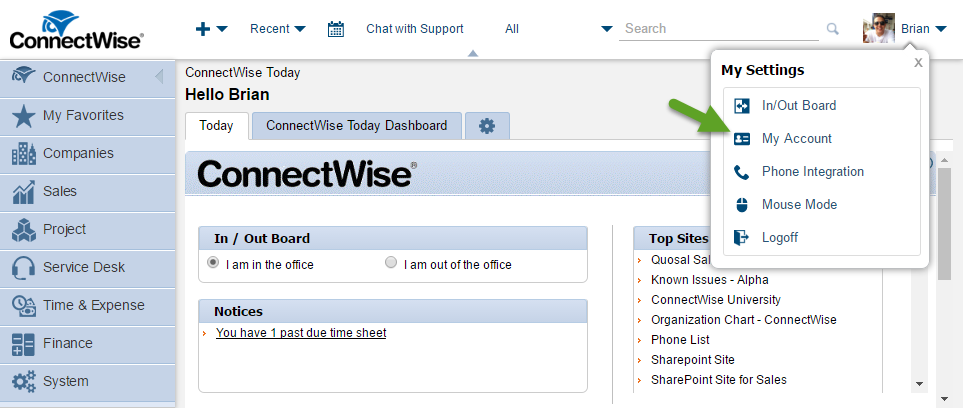 ConnectWise®
Recent
Chat with Support
All
Search
Brian
ConnectWise
My Favorites
Companies
Sales
Project
Service Desk
Time & Expense
Finance
System
ConnectWise Today
Hello Brian
Today
ConnectWise Today Dashboard
ConnectWise®
In / Out Board
I am in the office
I am out of the office
Notices
You have 1 past due time sheet
Top Sites
Quosal Sal
Known Issues - Alpha
ConnectWise University
Organization Chart - ConnectWise
Phone List
Sharepoint Site
SharePoint Site for Sales
My Settings
x
In/Out Board
My Account
Phone Integration
Mouse Mode
Logoff